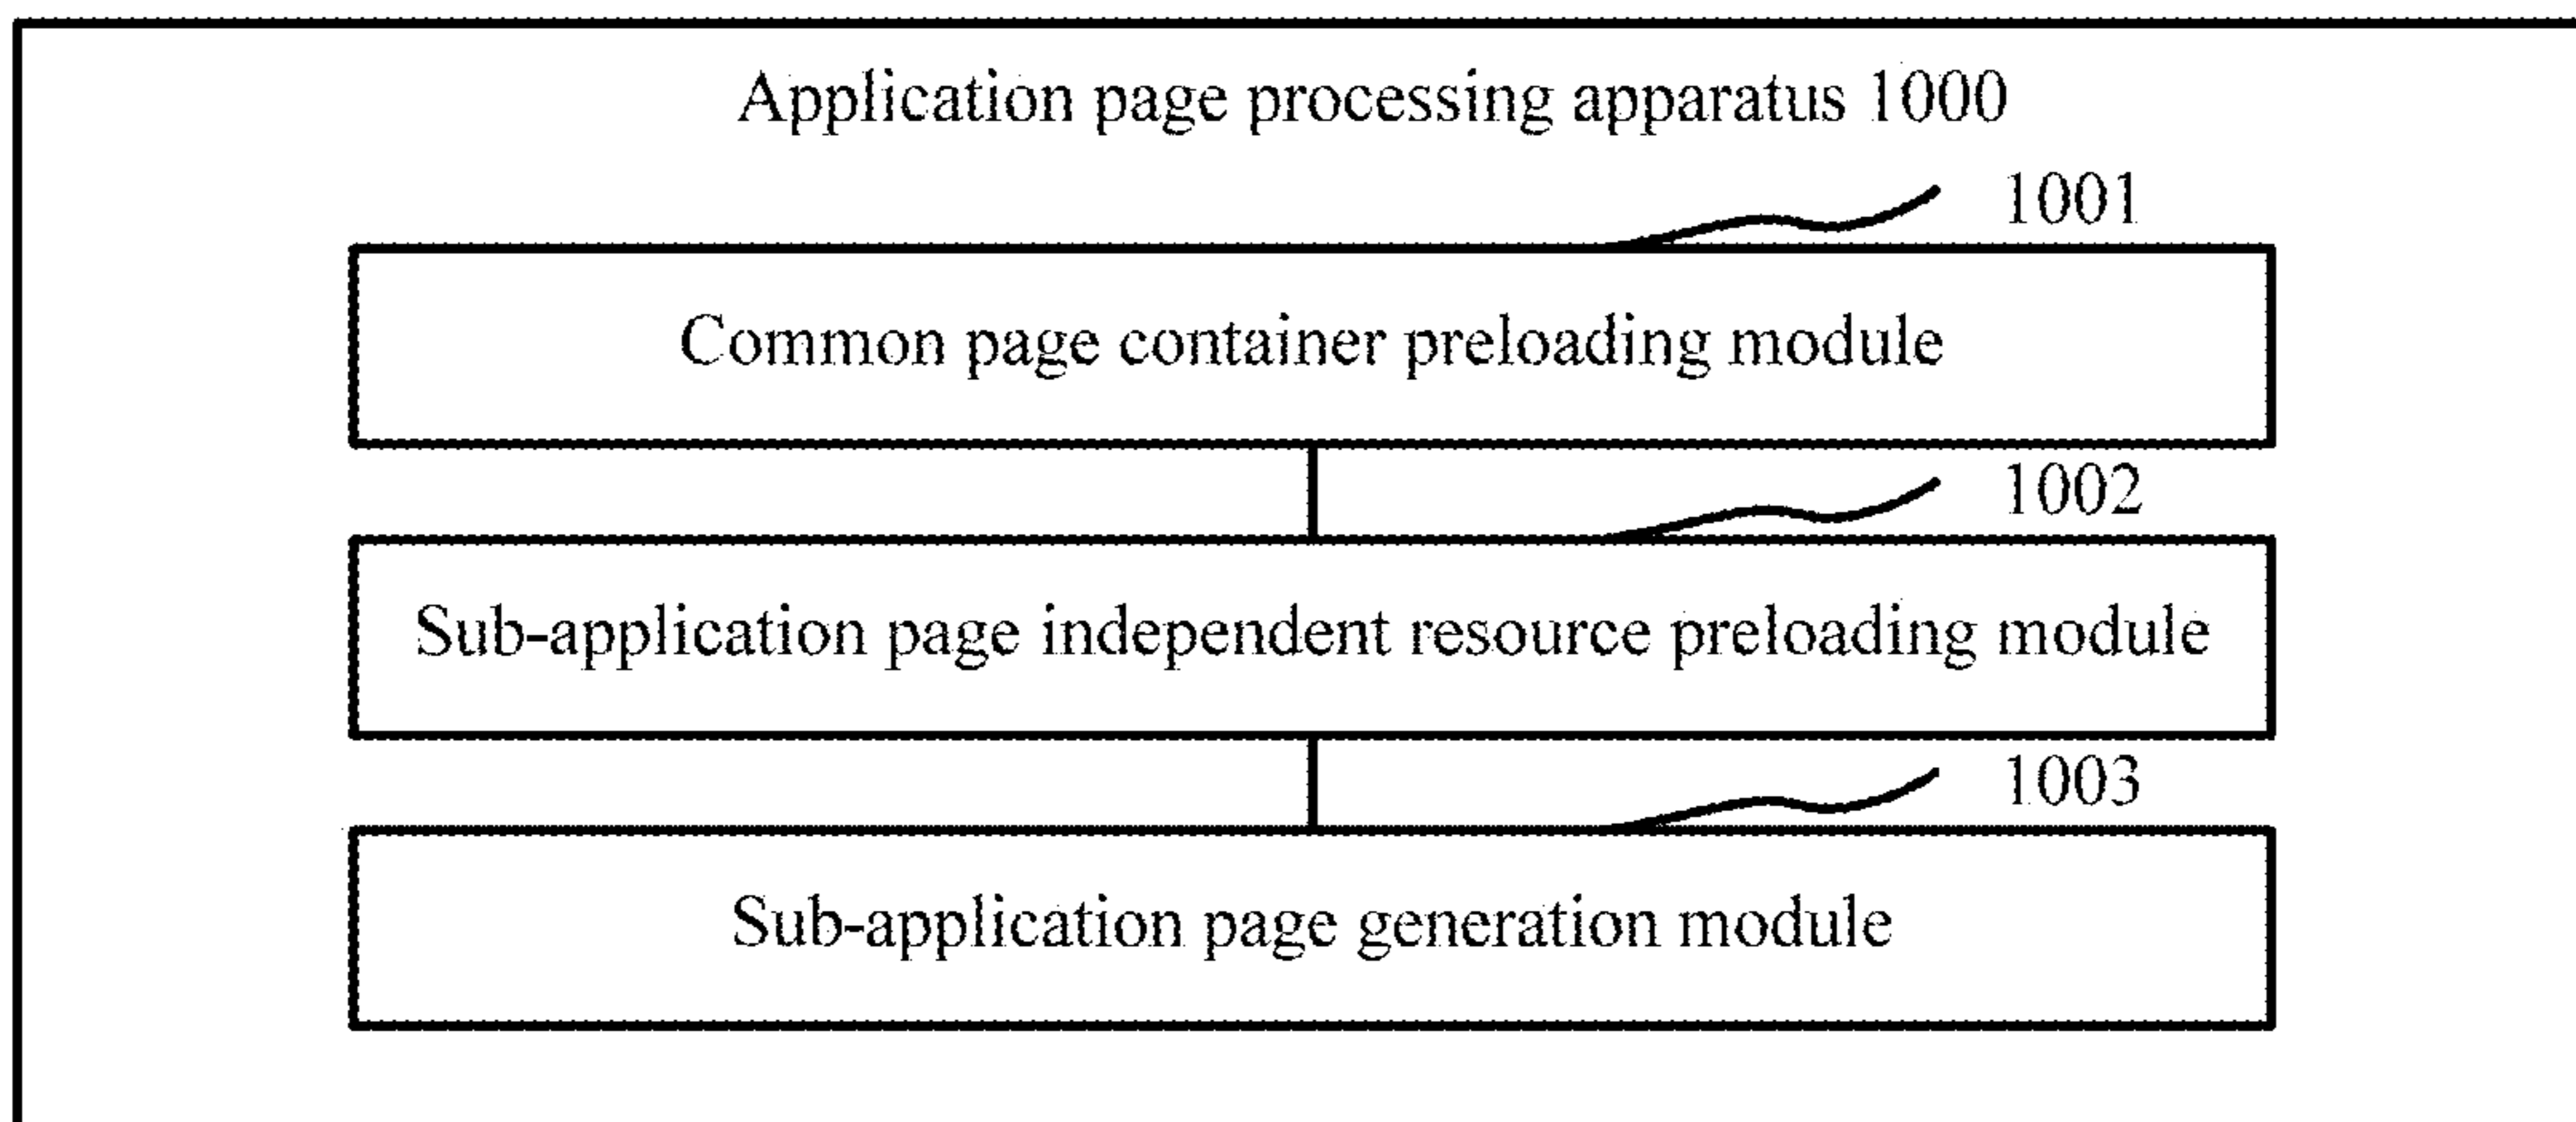 Application page processing apparatus 1000
1001
Common page container preloading module
1002
Sub-application page independent resource preloading module
1003
Sub-application page generation module